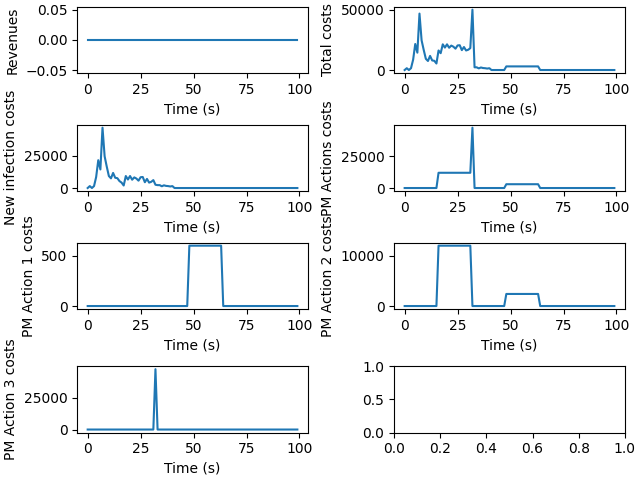 Revenues
0.05
0.00
−0.05
0 25 50 75 100
Time (s)
Total costs
50000
0
0 25 50 75 100
Time (s)
New infection costs
25000
0
0 25 50 75 100
Time (s)
PM Actions costs
25000
0
0 25 50 75 100
Time (s)
PM Action 1 costs
500
0
0 25 50 75 100
Time (s)
PM Action 2 costs
10000
0
0 25 50 75 100
Time (s)
PM Action 3 costs
25000
0
0 25 50 75 100
Time (s)
1.0
0.5
0.0
0.0 0.2 0.4 0.6 0.8 1.0